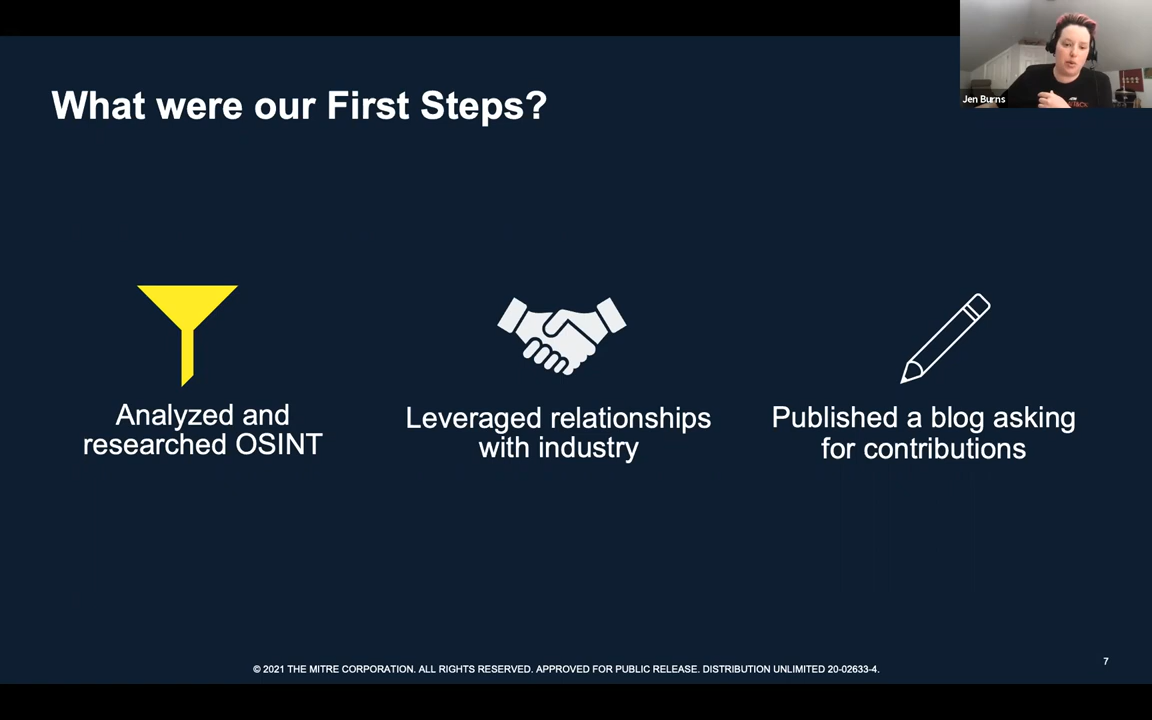 What were our First Steps?
Jen Burns
Analyzed and
researched OSINT
Leveraged relationships
with industry
Published a blog asking
for contributions
© 2021 THE MITRE CORPORATION. ALL RIGHTS RESERVED. APPROVED FOR PUBLIC RELEASE. DISTRIBUTION UNLIMITED 20-02633-4.
7